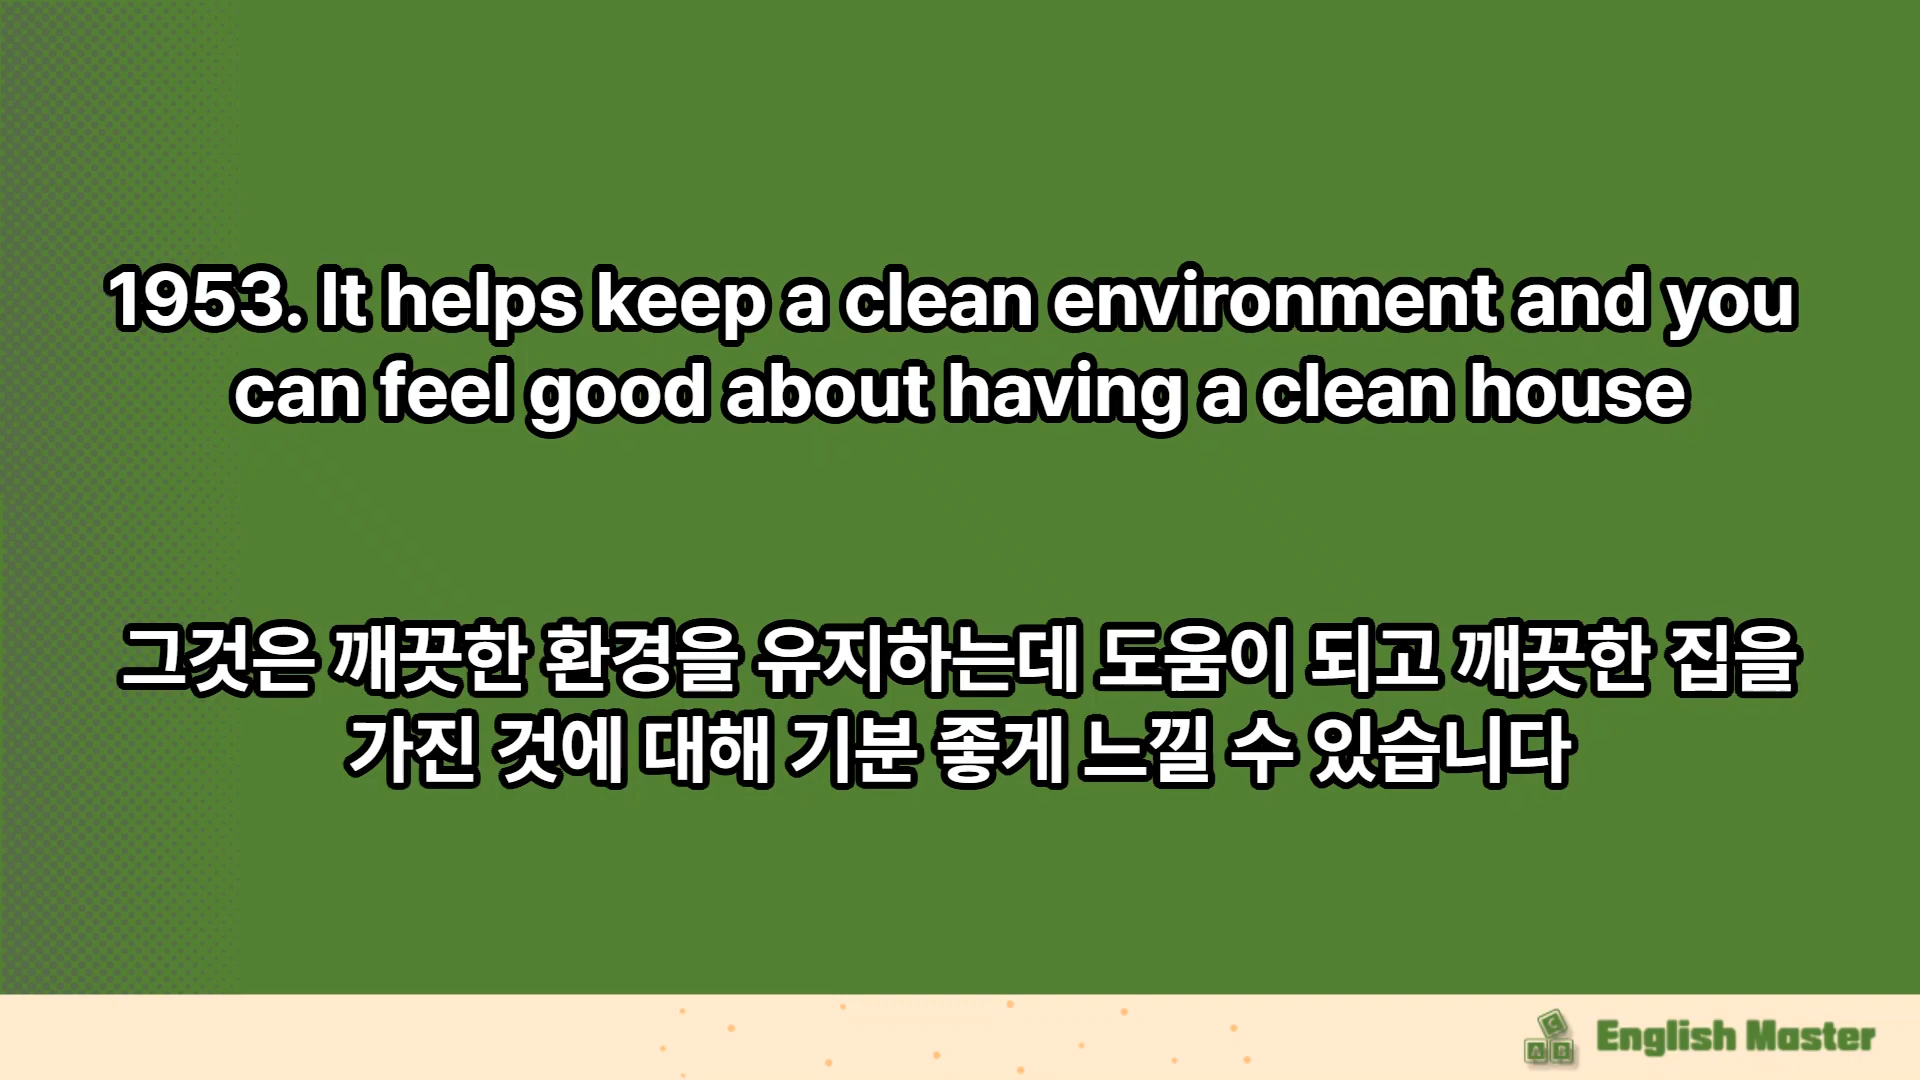 1953. It helps keep a clean environment and you
can feel good about having a clean house
그것은 깨끗한 환경을 유지하는데 도움이 되고 깨끗한 집을
가진 것에 대해 기분 좋게 느낄 수 있습니다
C
A B
English Master